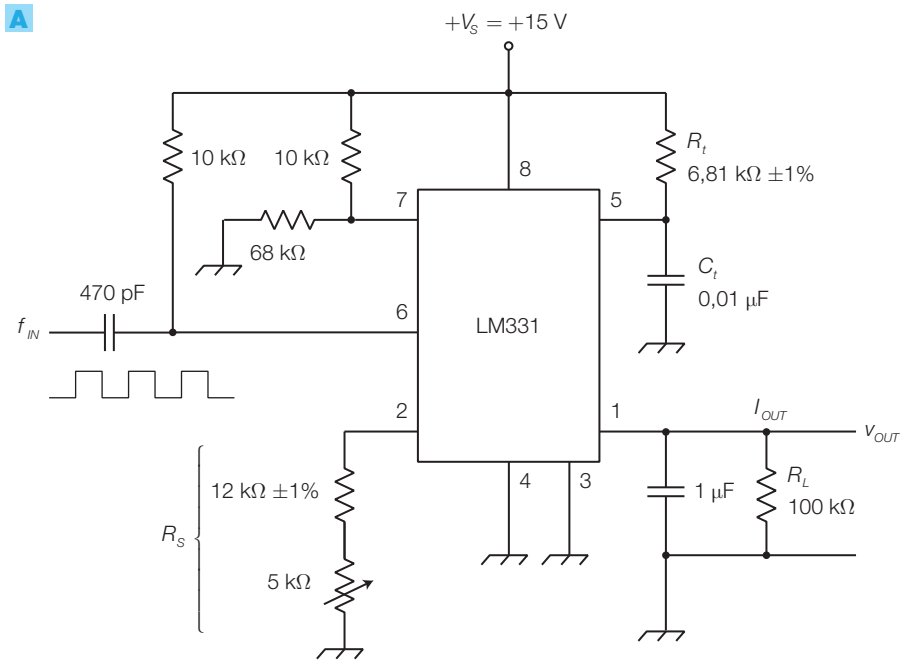 A
+V_S = +15 V
10 kΩ
10 kΩ
R_t
6,81 kΩ ±1%
8
7
5
68 kΩ
C_t
0,01 μF
470 pF
f_IN
6
LM331
2
1
I_OUT
v_OUT
4
3
12 kΩ ±1%
R_S
5 kΩ
1 μF
R_L
100 kΩ